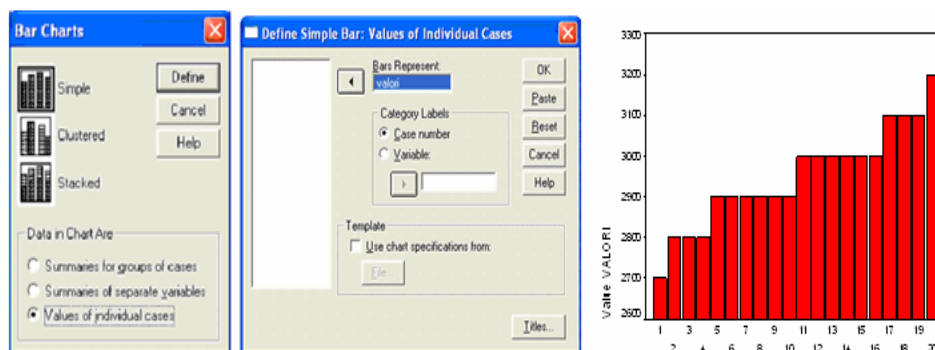 Bar Charts
Simple
Define
Cancel
Clustered
Help
Stacked
Data in Chart Are
Summaries for groups of cases
Summaries of separate variables
Values of individual cases
Define Simple Bar: Values of Individual Cases
Bars Represent:
valori
OK
Paste
Category Labels
Reset
Case number
Cancel
Variable:
Help
Template
Use chart specifications from:
File...
Titles...
3300
3200
3100
3000
2900
2800
2700
2600
Value VALORI
1 3 5 7 9 11 13 15 17 19
2 4 6 8 10 12 14 16 18 20